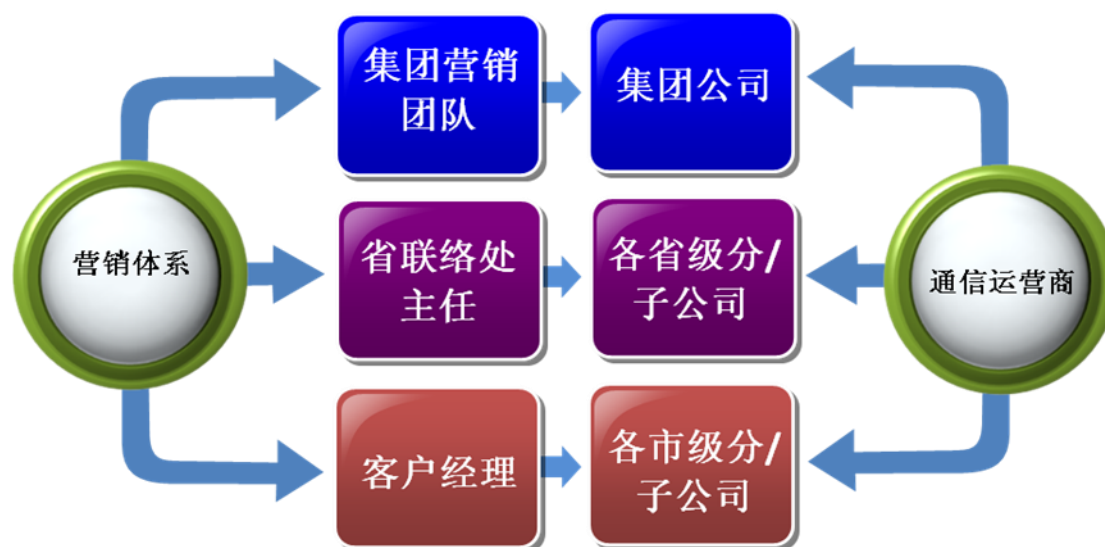 集团营销
团队
集团公司
营销体系
省联络处
主任
各省级分/
子公司
通信运营商
客户经理
各市级分/
子公司